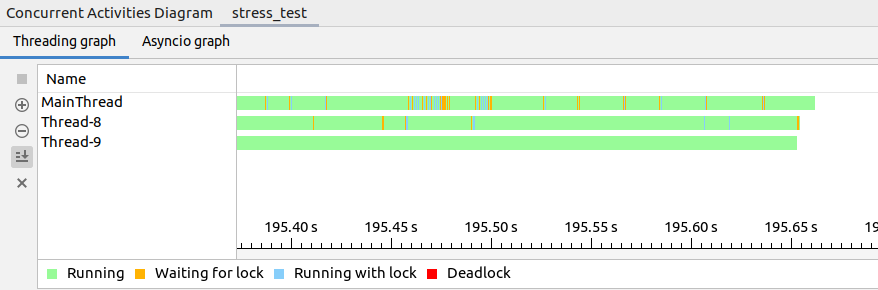 Concurrent Activities Diagram stress_test
Threading graph Asyncio graph
Name
MainThread
Thread-8
Thread-9
195.40 s 195.45 s 195.50 s 195.55 s 195.60 s 195.65 s 19
Running Waiting for lock Running with lock Deadlock